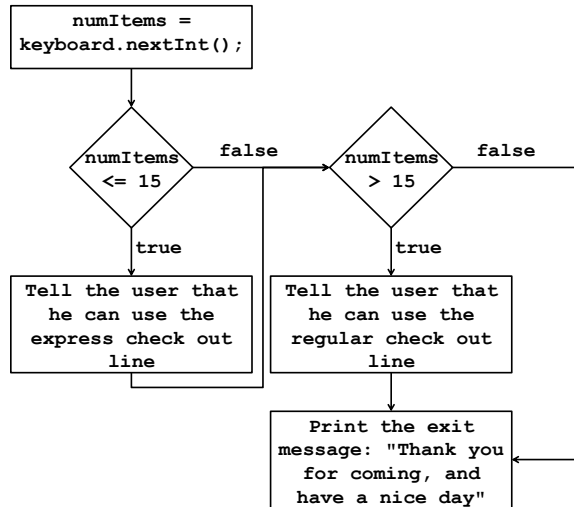 numItems =
keyboard.nextInt();
numItems
<= 15
false
numItems
> 15
false
true
true
Tell the user that
he can use the
express check out
line
Tell the user that
he can use the
regular check out
line
Print the exit
message: "Thank you
for coming, and
have a nice day"